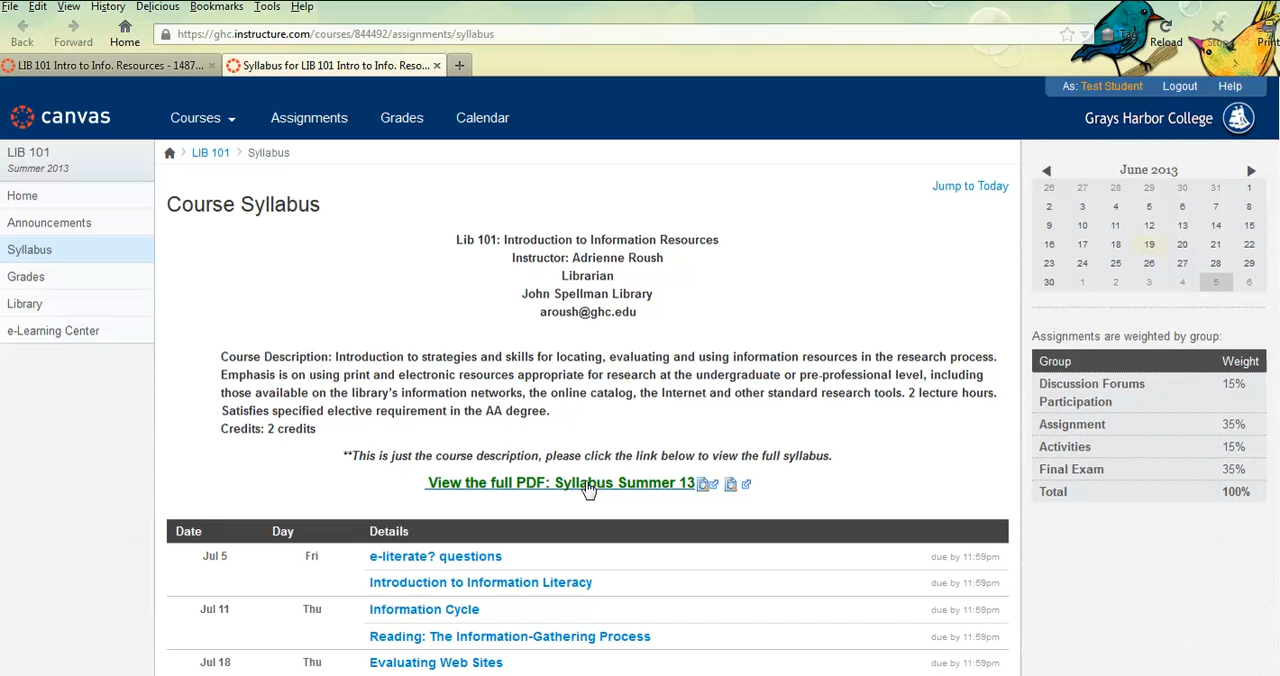 File Edit View History Delicious Bookmarks Tools Help
Back Forward Home https://ghc.instructure.com/courses/844492/assignments/syllabus Reload Print
LIB 101 Intro to Info. Resources - 1487... × Syllabus for LIB 101 Intro to Info. Reso... × +
As: Test Student Logout Help
canvas Courses Assignments Grades Calendar Grays Harbor College
LIB 101
Summer 2013
Home
Announcements
Syllabus
Grades
Library
e-Learning Center
LIB 101 Syllabus
Jump to Today
Course Syllabus
Lib 101: Introduction to Information Resources
Instructor: Adrienne Roush
Librarian
John Spellman Library
aroush@ghc.edu
Course Description: Introduction to strategies and skills for locating, evaluating and using information resources in the research process.
Emphasis is on using print and electronic resources appropriate for research at the undergraduate or pre-professional level, including
those available on the library's information networks, the online catalog, the Internet and other standard research tools. 2 lecture hours.
Satisfies specified elective requirement in the AA degree.
Credits: 2 credits
**This is just the course description, please click the link below to view the full syllabus.
View the full PDF: Syllabus Summer 13
Date Day Details
Jul 5 Fri e-literate? questions due by 11:59pm
Introduction to Information Literacy due by 11:59pm
Jul 11 Thu Information Cycle due by 11:59pm
Reading: The Information-Gathering Process due by 11:59pm
Jul 18 Thu Evaluating Web Sites due by 11:59pm
June 2013
26 27 28 29 30 31 1
2 3 4 5 6 7 8
9 10 11 12 13 14 15
16 17 18 19 20 21 22
23 24 25 26 27 28 29
30 1 2 3 4 5 6
Assignments are weighted by group:
Group Weight
Discussion Forums 15%
Participation
Assignment 35%
Activities 15%
Final Exam 35%
Total 100%